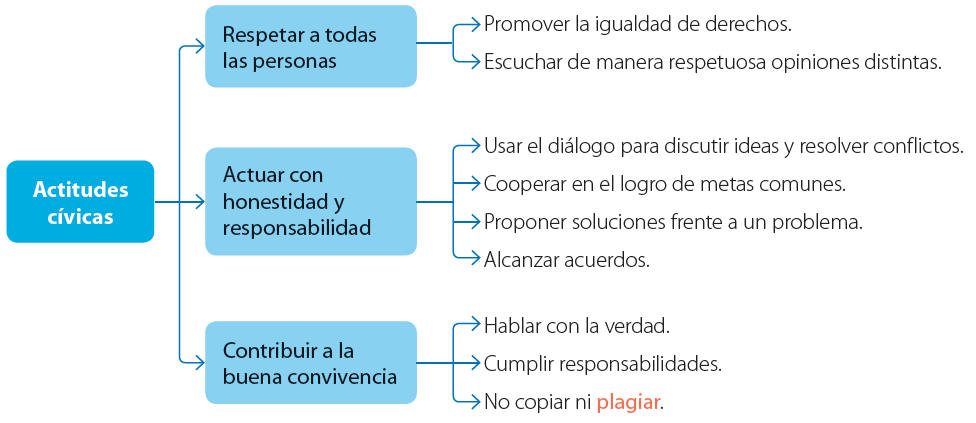 Actitudes
cívicas
Respetar a todas
las personas
Promover la igualdad de derechos.
Escuchar de manera respetuosa opiniones distintas.
Actuar con
honestidad y
responsabilidad
Usar el diálogo para discutir ideas y resolver conflictos.
Cooperar en el logro de metas comunes.
Proponer soluciones frente a un problema.
Alcanzar acuerdos.
Contribuir a la
buena convivencia
Hablar con la verdad.
Cumplir responsabilidades.
No copiar ni plagiar.